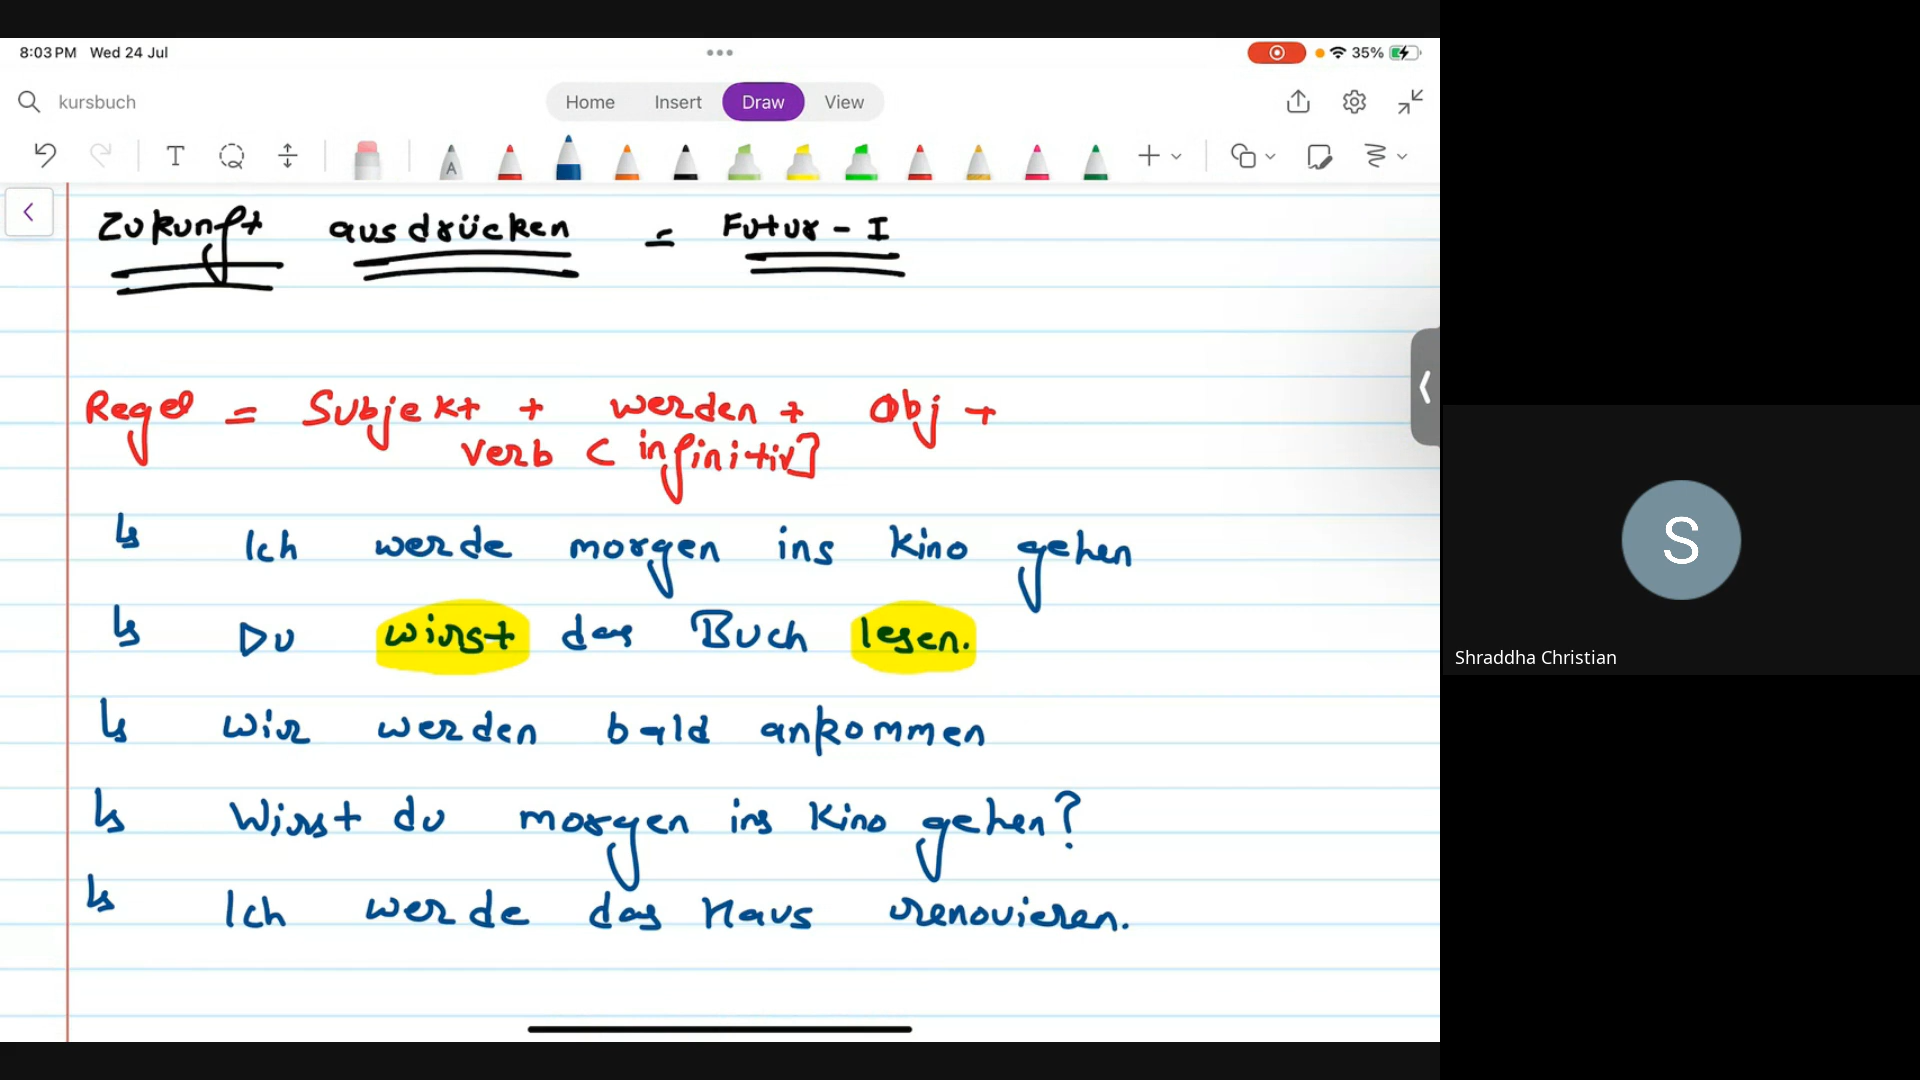 8:03 PM Wed 24 Jul
35%
kursbuch
Home Insert Draw View
T
A
Zukunft ausdrücken = Futur - I
Regel = Subjekt + werden + Obj +
verb ( infinitiv]
↳ Ich werde morgen ins Kino gehen
↳ Du wirst das Buch lesen.
↳ Wir werden bald ankommen
↳ Wirst du morgen ins Kino gehen?
↳ Ich werde das Haus renovieren.
S
Shraddha Christian